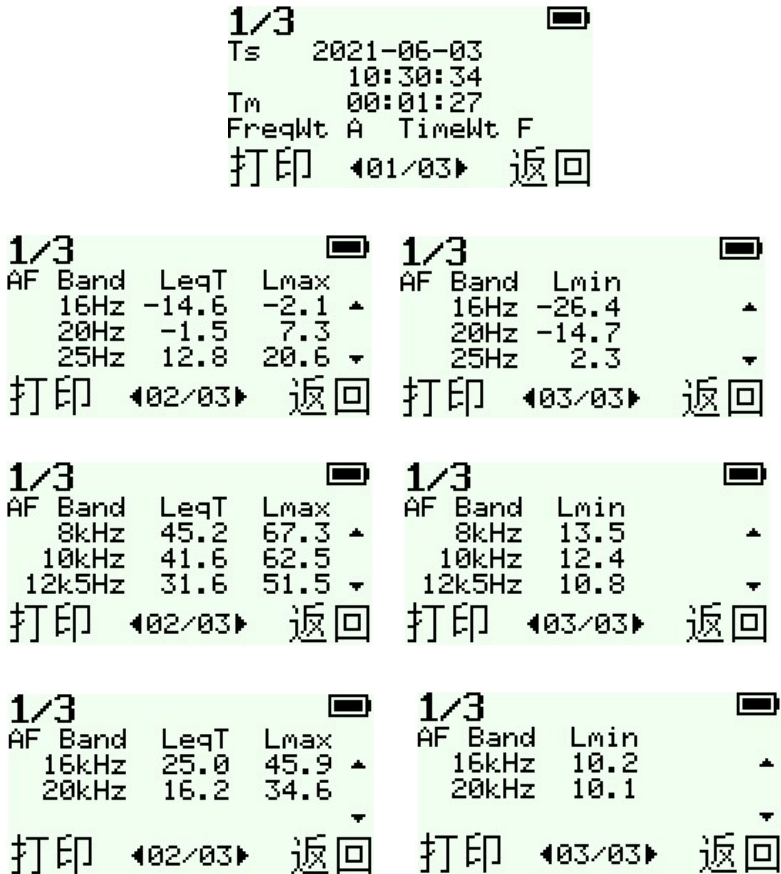 1/3
Ts 2021-06-03
10:30:34
Tm 00:01:27
FreqWt A TimeWt F
打印 ◀01/03▶ 返回
1/3
AF Band LeqT Lmax
16Hz -14.6 -2.1
20Hz -1.5 7.3
25Hz 12.8 20.6
打印 ◀02/03▶ 返回
1/3
AF Band Lmin
16Hz -26.4
20Hz -14.7
25Hz 2.3
打印 ◀03/03▶ 返回
1/3
AF Band LeqT Lmax
8kHz 45.2 67.3
10kHz 41.6 62.5
12k5Hz 31.6 51.5
打印 ◀02/03▶ 返回
1/3
AF Band Lmin
8kHz 13.5
10kHz 12.4
12k5Hz 10.8
打印 ◀03/03▶ 返回
1/3
AF Band LeqT Lmax
16kHz 25.0 45.9
20kHz 16.2 34.6
打印 ◀02/03▶ 返回
1/3
AF Band Lmin
16kHz 10.2
20kHz 10.1
打印 ◀03/03▶ 返回